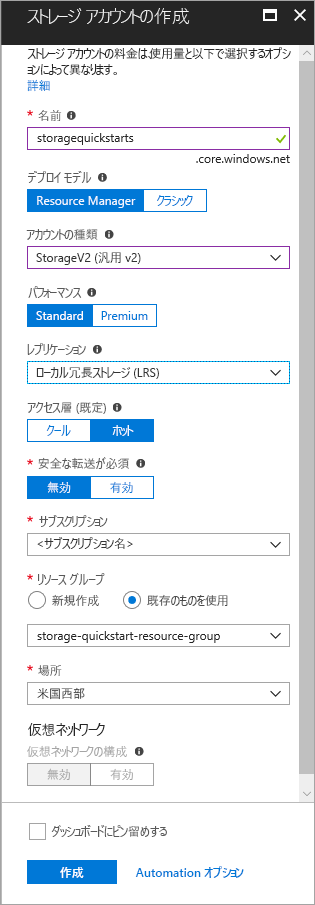 ストレージ アカウントの作成
ストレージ アカウントの料金は、使用量と以下で選択するオプシ
ョンによって異なります。
詳細
* 名前
storagequickstarts
.core.windows.net
デプロイ モデル
Resource Manager クラシック
アカウントの種類
StorageV2 (汎用 v2)
パフォーマンス
Standard Premium
レプリケーション
ローカル冗長ストレージ (LRS)
アクセス層 (既定)
クール ホット
* 安全な転送が必須
無効 有効
* サブスクリプション
<サブスクリプション名>
* リソース グループ
新規作成 既存のものを使用
storage-quickstart-resource-group
* 場所
米国西部
仮想ネットワーク
仮想ネットワークの構成
無効 有効
ダッシュボードにピン留めする
作成 Automation オプション